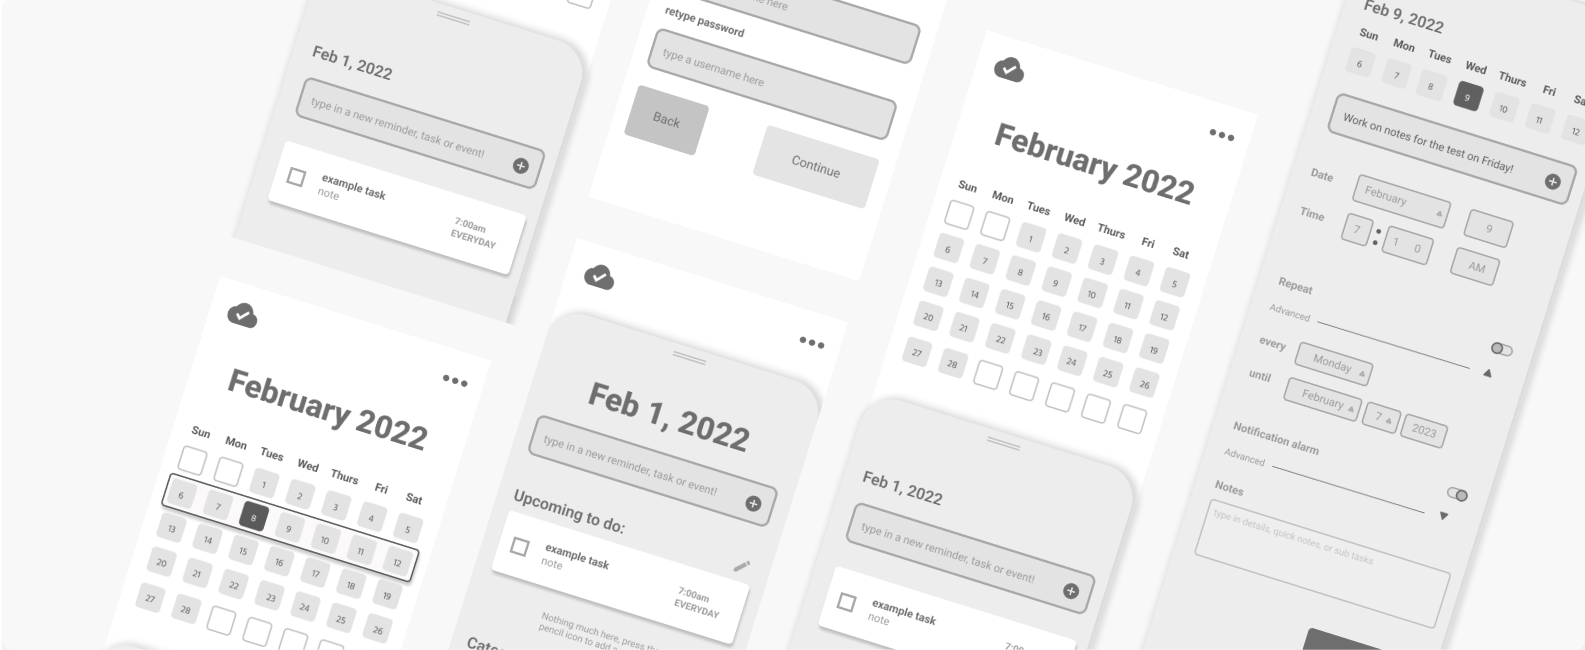 Feb 1, 2022
type in a new reminder, task or event!
example task
note
7:00am
EVERYDAY
me here
retype password
type a username here
Back
Continue
February 2022
Sun Mon Tues Wed Thurs Fri Sat
1 2 3 4 5
6 7 8 9 10 11 12
13 14 15 16 17 18 19
20 21 22 23 24 25 26
27 28
Feb 1, 2022
type in a new reminder, task or event!
Upcoming to do:
example task
note
7:00am
EVERYDAY
Nothing much here, press th
pencil icon to add a
Cate
February 2022
Sun Mon Tues Wed Thurs Fri Sat
1 2 3 4 5
6 7 8 9 10 11 12
13 14 15 16 17 18 19
20 21 22 23 24 25 26
27 28
Feb 1, 2022
type in a new reminder, task or event!
example task
note
7:00
Feb 9, 2022
Sun Mon Tues Wed Thurs Fri Sa
6 7 8 9 10 11 12
Work on notes for the test on Friday!
Date February 9
Time 7 : 1 0 AM
Repeat
Advanced
every Monday
until February 7 2023
Notification alarm
Advanced
Notes
type in details, quick notes, or sub tasks